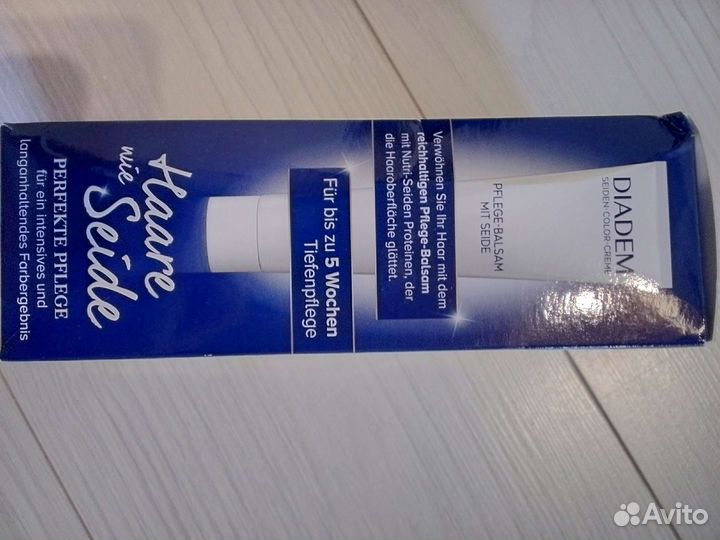 DIADEM
SEIDEN-COLOR-CREME
PFLEGE-BALSAM
MIT SEIDE
Verwöhnen Sie Ihr Haar mit dem
reichhaltigen Pflege-Balsam
mit Nutri-Seiden Proteinen, der
die Haaroberfläche glättet.
Für bis zu 5 Wochen
Tiefenpflege
Haare
wie
Seide
PERFEKTE PFLEGE
für ein intensives und
langanhaltendes Farbergebnis
Avito